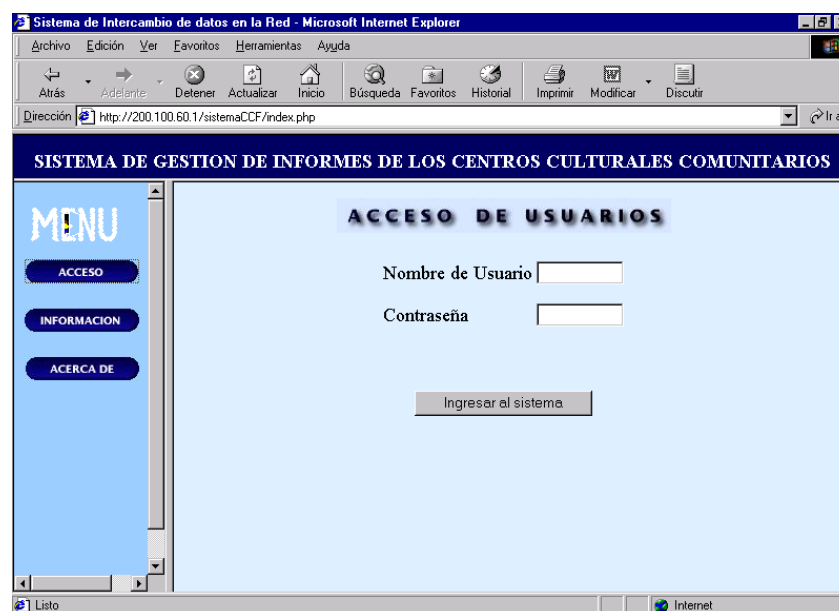 Sistema de Intercambio de datos en la Red - Microsoft Internet Explorer
Archivo Edición Ver Favoritos Herramientas Ayuda
Atrás Adelante Detener Actualizar Inicio Búsqueda Favoritos Historial Imprimir Modificar Discutir
Dirección http://200.100.60.1/sistemaCCF/index.php Ir a
SISTEMA DE GESTION DE INFORMES DE LOS CENTROS CULTURALES COMUNITARIOS
MENU
ACCESO
INFORMACION
ACERCA DE
ACCESO DE USUARIOS
Nombre de Usuario
Contraseña
Ingresar al sistema
Listo Internet